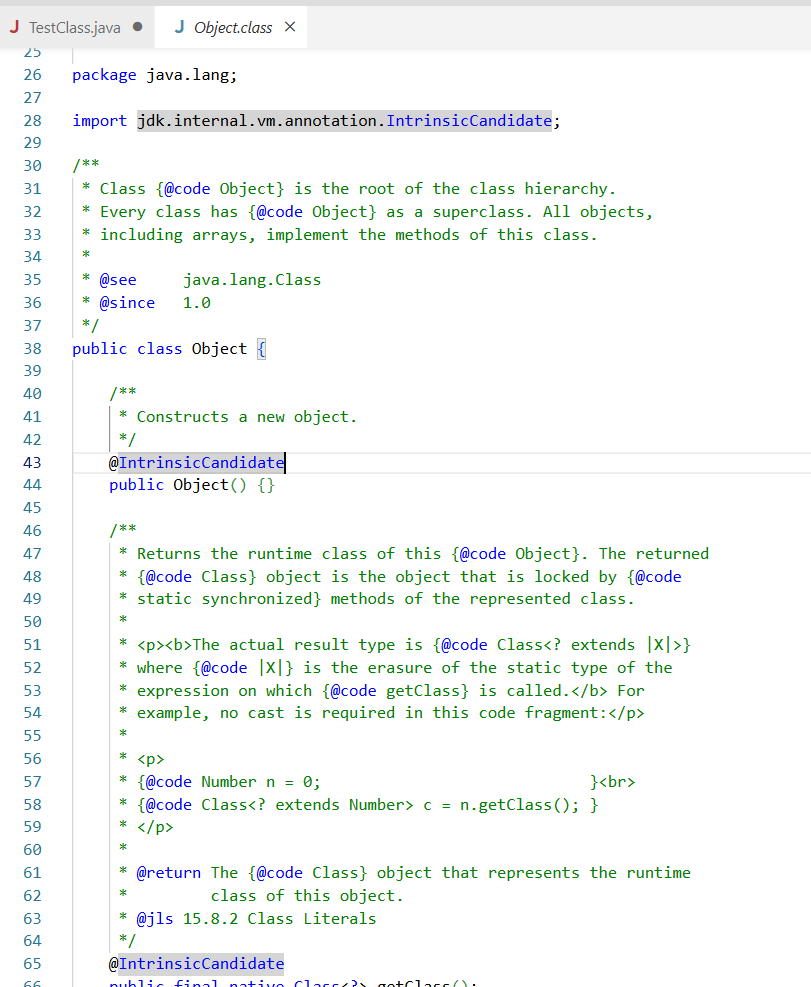 J TestClass.java ● J Object.class ×
25
26 package java.lang;
27
28 import jdk.internal.vm.annotation.IntrinsicCandidate;
29
30 /**
31  * Class {@code Object} is the root of the class hierarchy.
32  * Every class has {@code Object} as a superclass. All objects,
33  * including arrays, implement the methods of this class.
34  *
35  * @see     java.lang.Class
36  * @since   1.0
37  */
38 public class Object {
39
40     /**
41      * Constructs a new object.
42      */
43     @IntrinsicCandidate
44     public Object() {}
45
46     /**
47      * Returns the runtime class of this {@code Object}. The returned
48      * {@code Class} object is the object that is locked by {@code
49      * static synchronized} methods of the represented class.
50      *
51      * <p><b>The actual result type is {@code Class<? extends |X|>}
52      * where {@code |X|} is the erasure of the static type of the
53      * expression on which {@code getClass} is called.</b> For
54      * example, no cast is required in this code fragment:</p>
55      *
56      * <p>
57      * {@code Number n = 0;                             }<br>
58      * {@code Class<? extends Number> c = n.getClass(); }
59      * </p>
60      *
61      * @return The {@code Class} object that represents the runtime
62      *         class of this object.
63      * @jls 15.8.2 Class Literals
64      */
65     @IntrinsicCandidate
66     public final native Class<?> getClass();